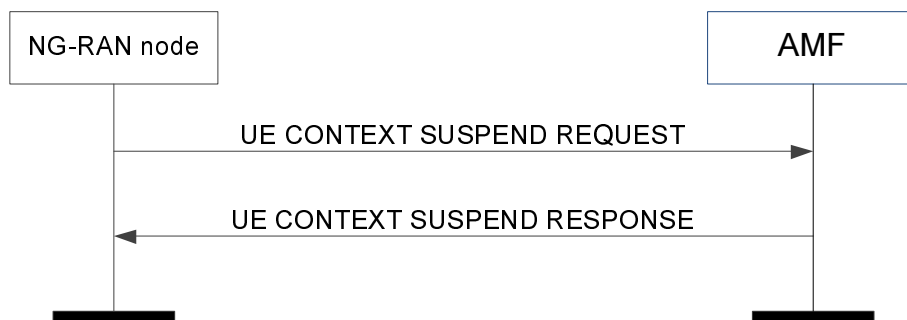 NG-RAN node
AMF
UE CONTEXT SUSPEND REQUEST
UE CONTEXT SUSPEND RESPONSE